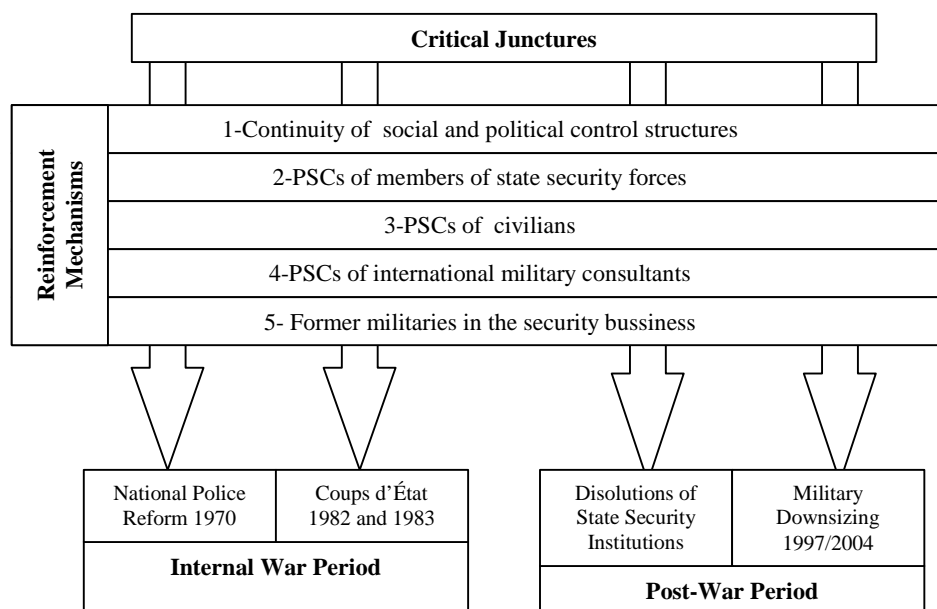 Critical Junctures
Reinforcement
Mechanisms
1-Continuity of social and political control structures
2-PSCs of members of state security forces
3-PSCs of civilians
4-PSCs of international military consultants
5- Former militaries in the security bussiness
National Police
Reform 1970
Coups d’État
1982 and 1983
Internal War Period
Disolutions of
State Security
Institutions
Military
Downsizing
1997/2004
Post-War Period